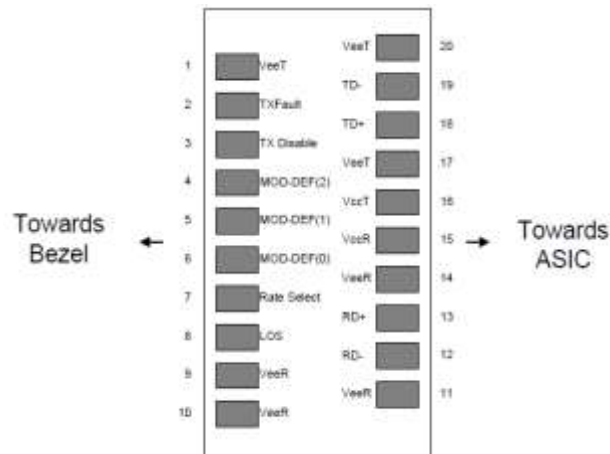 VeeT 20
1 VeeT
TD- 19
2 TXFault
TD+ 18
3 TX Disable
VeeT 17
4 MOD-DEF(2)
VccT 16
5 MOD-DEF(1)
Towards
Bezel
VccR 15
Towards
ASIC
6 MOD-DEF(0)
VeeR 14
7 Rate Select
RD+ 13
8 LOS
RD- 12
9 VeeR
VeeR 11
10 VeeR